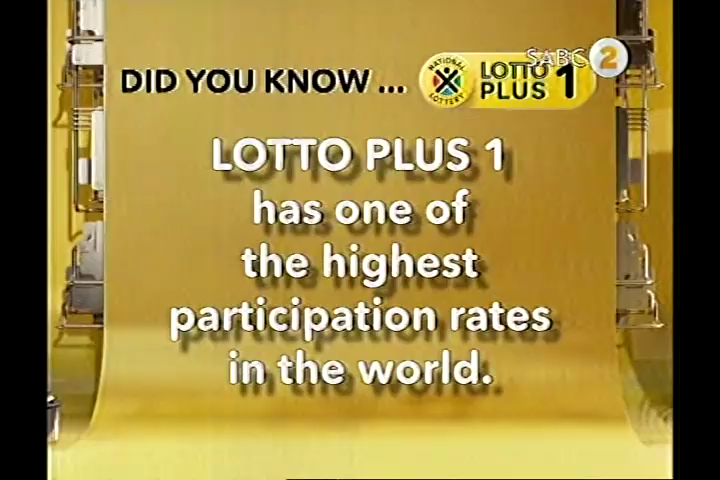 SABC 2
DID YOU KNOW ...
NATIONAL LOTTERY
LOTTO PLUS 1
LOTTO PLUS 1
has one of
the highest
participation rates
in the world.